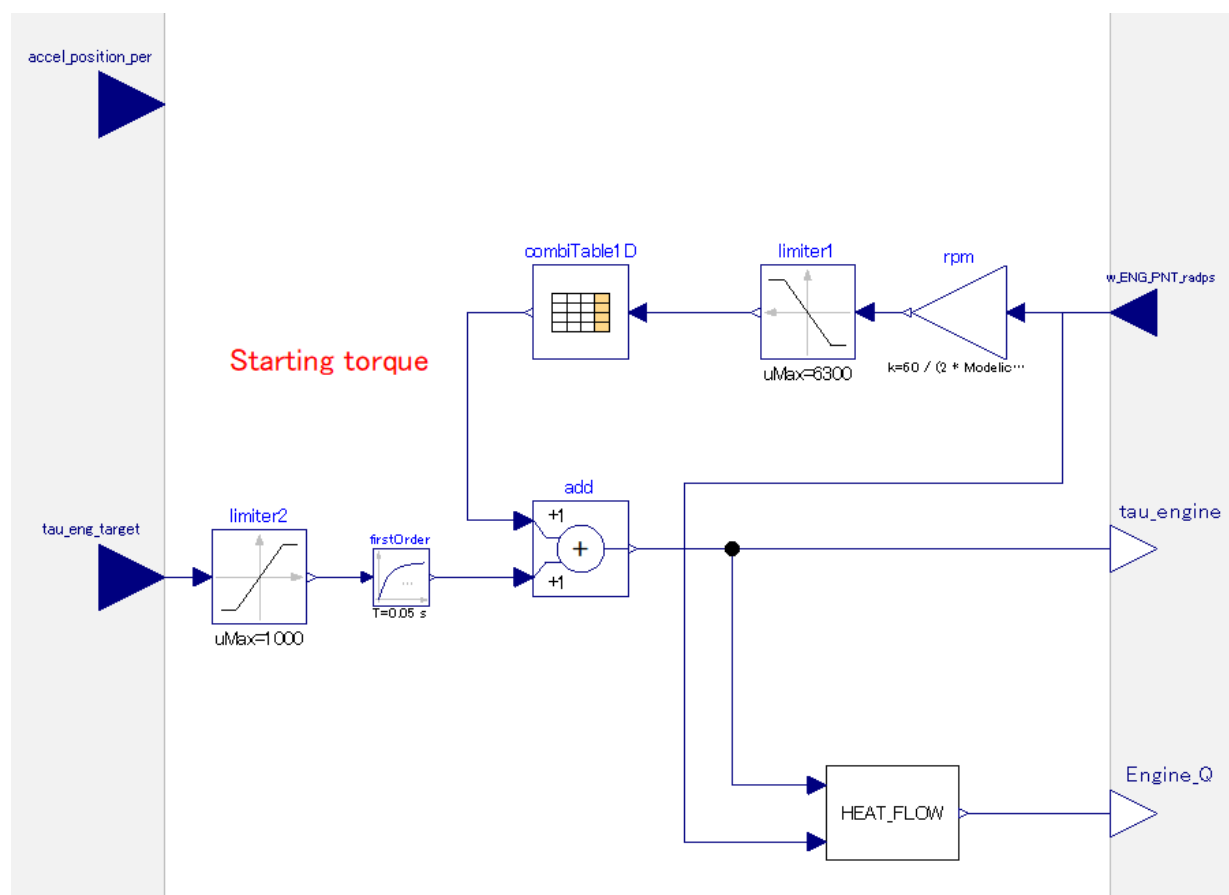 accel_position_per
combiTable1D
limiter1
rpm
w_ENG_PNT_radps
Starting torque
uMax=6300
k=60 / (2 * Modelic...
add
tau_engine
tau_eng_target
limiter2
firstOrder
+1
+
+1
...
T=0.05 s
uMax=1000
Engine_Q
HEAT_FLOW